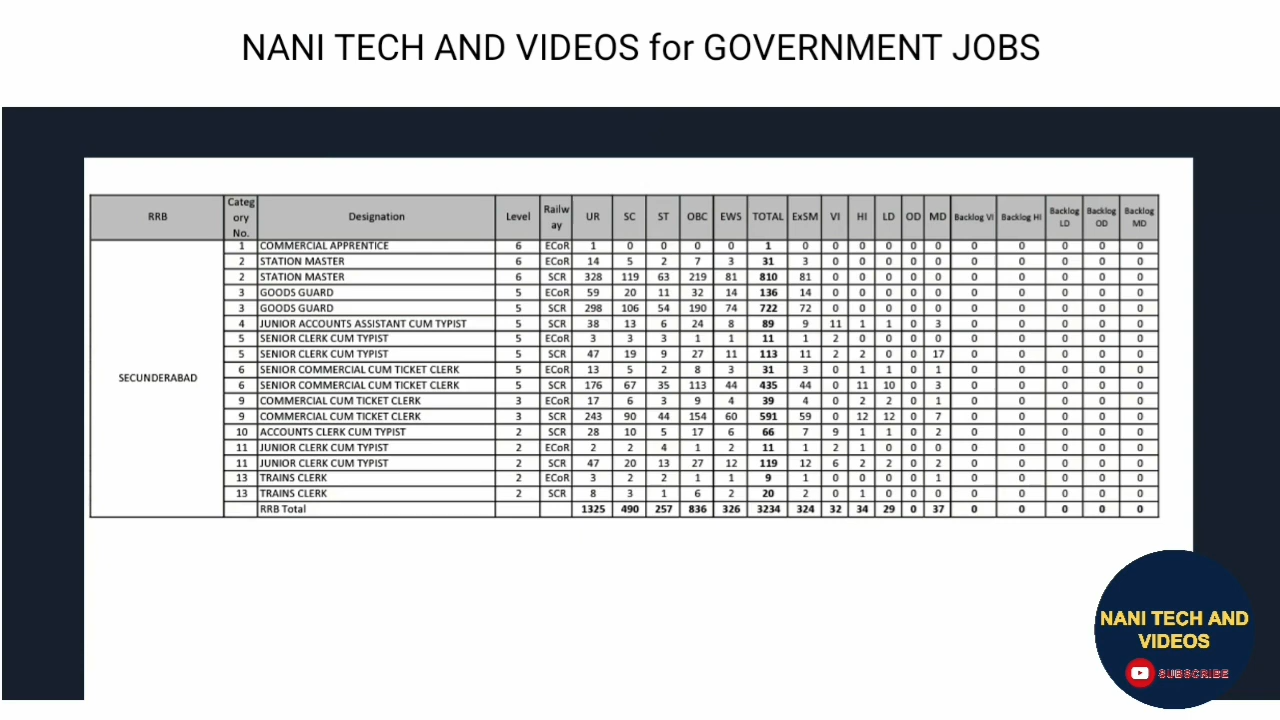 NANI TECH AND VIDEOS for GOVERNMENT JOBS
RRB Categ ory No. Designation Level Railw ay UR SC ST OBC EWS TOTAL ExSM VI HI LD OD MD Backlog VI Backlog HI Backlog LD Backlog OD Backlog MD
1 COMMERCIAL APPRENTICE 6 ECoR 1 0 0 0 0 1 0 0 0 0 0 0 0 0 0 0 0
2 STATION MASTER 6 ECoR 14 5 2 7 3 31 3 0 0 0 0 0 0 0 0 0 0
2 STATION MASTER 6 SCR 328 119 63 219 81 810 81 0 0 0 0 0 0 0 0 0 0
3 GOODS GUARD 5 ECoR 59 20 11 32 14 136 14 0 0 0 0 0 0 0 0 0 0
3 GOODS GUARD 5 SCR 298 106 54 190 74 722 72 0 0 0 0 0 0 0 0 0 0
4 JUNIOR ACCOUNTS ASSISTANT CUM TYPIST 5 SCR 38 13 6 24 8 89 9 11 1 1 0 3 0 0 0 0 0
5 SENIOR CLERK CUM TYPIST 5 ECoR 3 3 3 1 1 11 1 2 0 0 0 0 0 0 0 0 0
5 SENIOR CLERK CUM TYPIST 5 SCR 47 19 9 27 11 113 11 2 2 0 0 17 0 0 0 0 0
SECUNDERABAD
6 SENIOR COMMERCIAL CUM TICKET CLERK 5 ECoR 13 5 2 8 3 31 3 0 1 1 0 1 0 0 0 0 0
6 SENIOR COMMERCIAL CUM TICKET CLERK 5 SCR 176 67 35 113 44 435 44 0 11 10 0 3 0 0 0 0 0
9 COMMERCIAL CUM TICKET CLERK 3 ECoR 17 6 3 9 4 39 4 0 2 2 0 1 0 0 0 0 0
9 COMMERCIAL CUM TICKET CLERK 3 SCR 243 90 44 154 60 591 59 0 12 12 0 7 0 0 0 0 0
10 ACCOUNTS CLERK CUM TYPIST 2 SCR 28 10 5 17 6 66 7 9 1 1 0 2 0 0 0 0 0
11 JUNIOR CLERK CUM TYPIST 2 ECoR 2 2 4 1 2 11 1 2 1 0 0 0 0 0 0 0 0
11 JUNIOR CLERK CUM TYPIST 2 SCR 47 20 13 27 12 119 12 6 2 2 0 2 0 0 0 0 0
13 TRAINS CLERK 2 ECoR 3 2 2 1 1 9 1 0 0 0 0 1 0 0 0 0 0
13 TRAINS CLERK 2 SCR 8 3 1 6 2 20 2 0 1 0 0 0 0 0 0 0 0
RRB Total 1325 490 257 836 326 3234 324 32 34 29 0 37 0 0 0 0 0
NANI TECH AND
VIDEOS
SUBSCRIBE